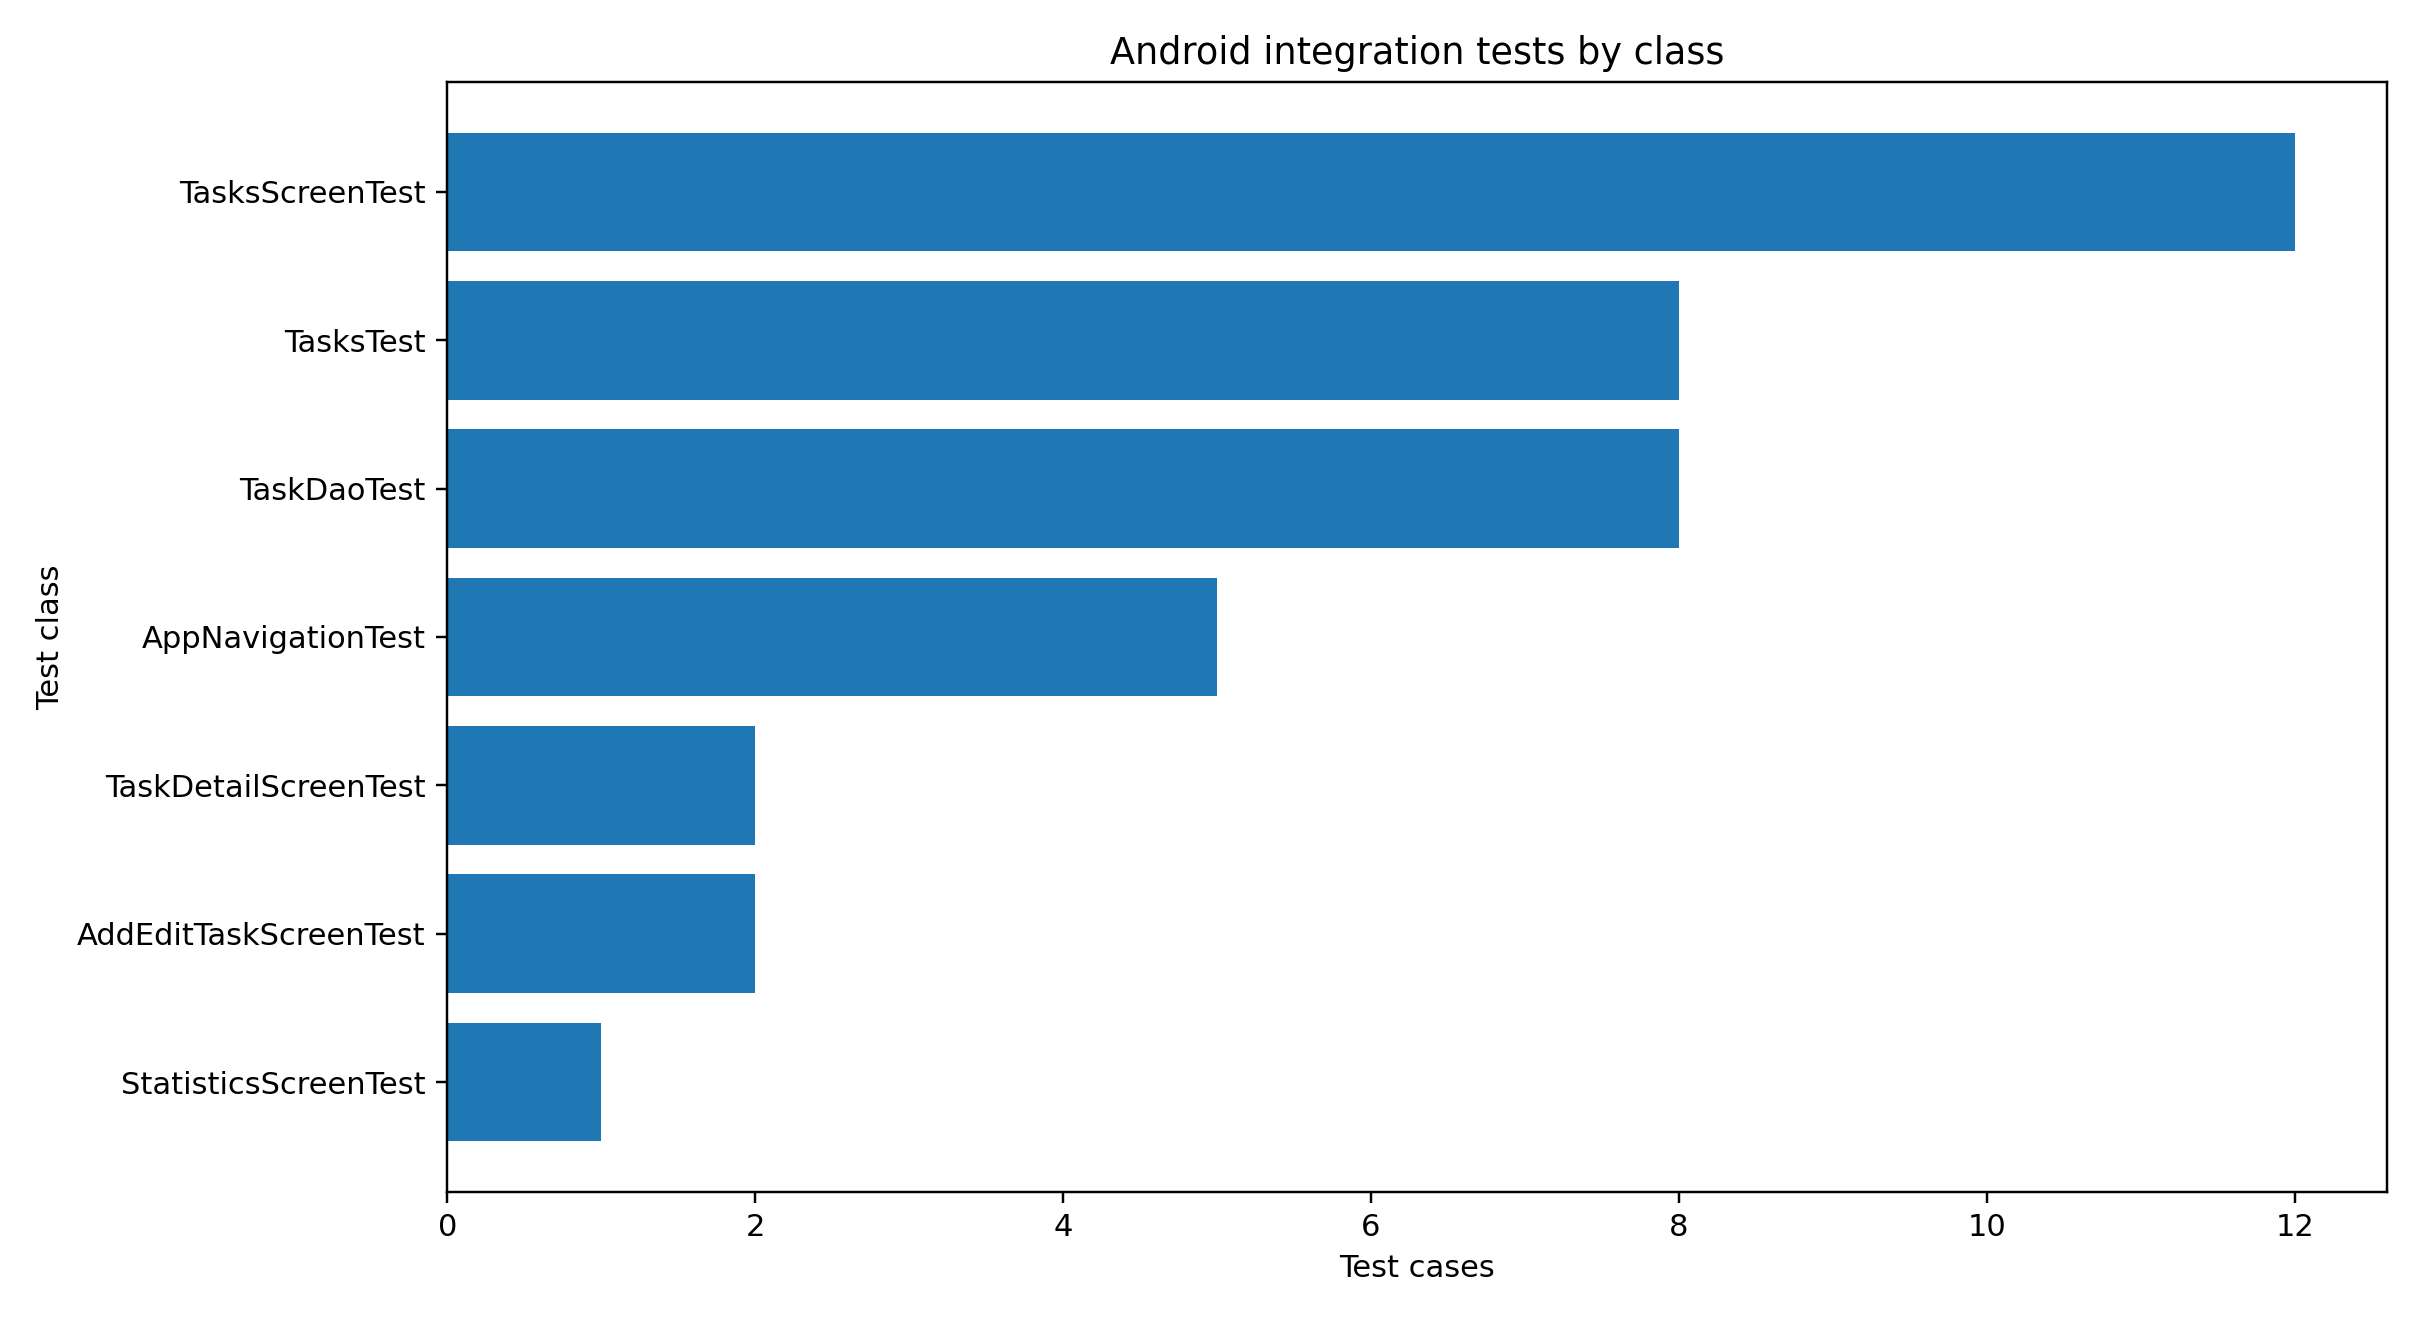 Android integration tests by class
Test class
TasksScreenTest
TasksTest
TaskDaoTest
AppNavigationTest
TaskDetailScreenTest
AddEditTaskScreenTest
StatisticsScreenTest
0 2 4 6 8 10 12
Test cases